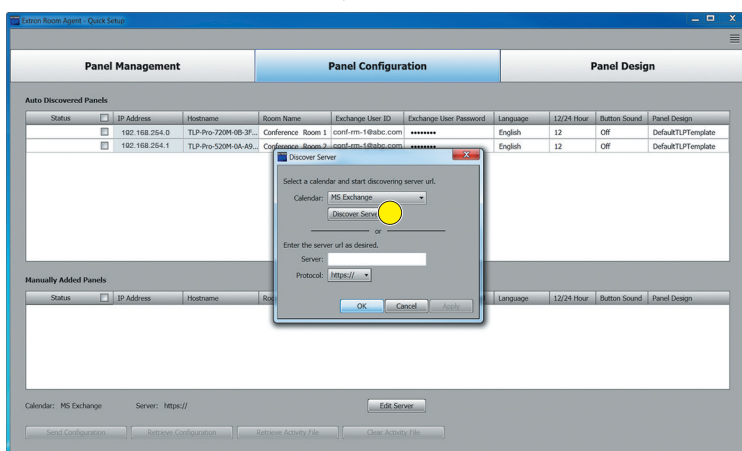 Extron Room Agent - Quick Setup
Panel Management
Panel Configuration
Panel Design
Auto Discovered Panels
Status IP Address Hostname Room Name Exchange User ID Exchange User Password Language 12/24 Hour Button Sound Panel Design
192.168.254.0 TLP-Pro-720M-0B-3F... Conference Room 1 conf-rm-1@abc.com •••••••• English 12 Off DefaultTLPTemplate
192.168.254.1 TLP-Pro-520M-0A-A9... Conference Room 2 conf-rm-1@abc.com •••••••• English 12 Off DefaultTLPTemplate
Discover Server
Select a calendar and start discovering server url.
Calendar: MS Exchange
Discover Serve
or
Enter the server url as desired.
Server:
Protocol: https://
OK Cancel Apply
Manually Added Panels
Status IP Address Hostname Roo Language 12/24 Hour Button Sound Panel Design
Calendar: MS Exchange Server: https:// Edit Server
Send Configuration Retrieve Configuration Retrieve Activity File Clear Activity File